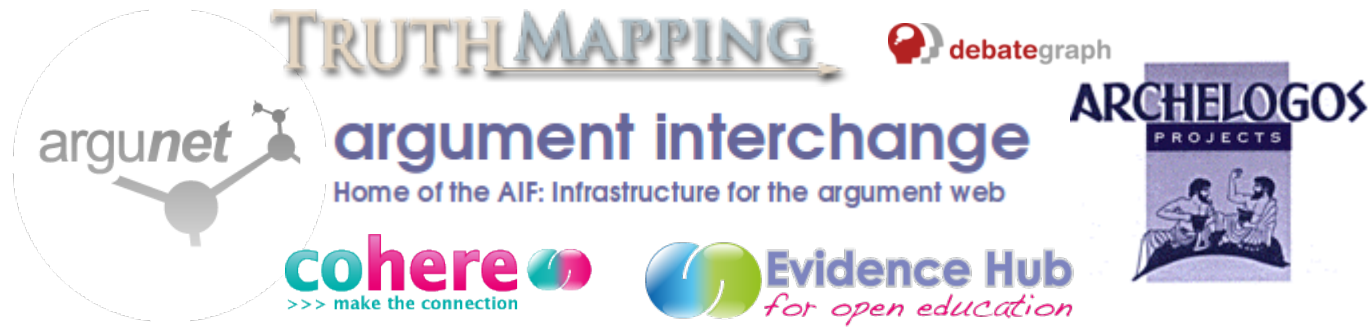 TRUTHMAPPING
debategraph
ARCHELOGOS
PROJECTS
argunet
argument interchange
Home of the AIF: Infrastructure for the argument web
cohere
>>> make the connection
Evidence Hub
for open education